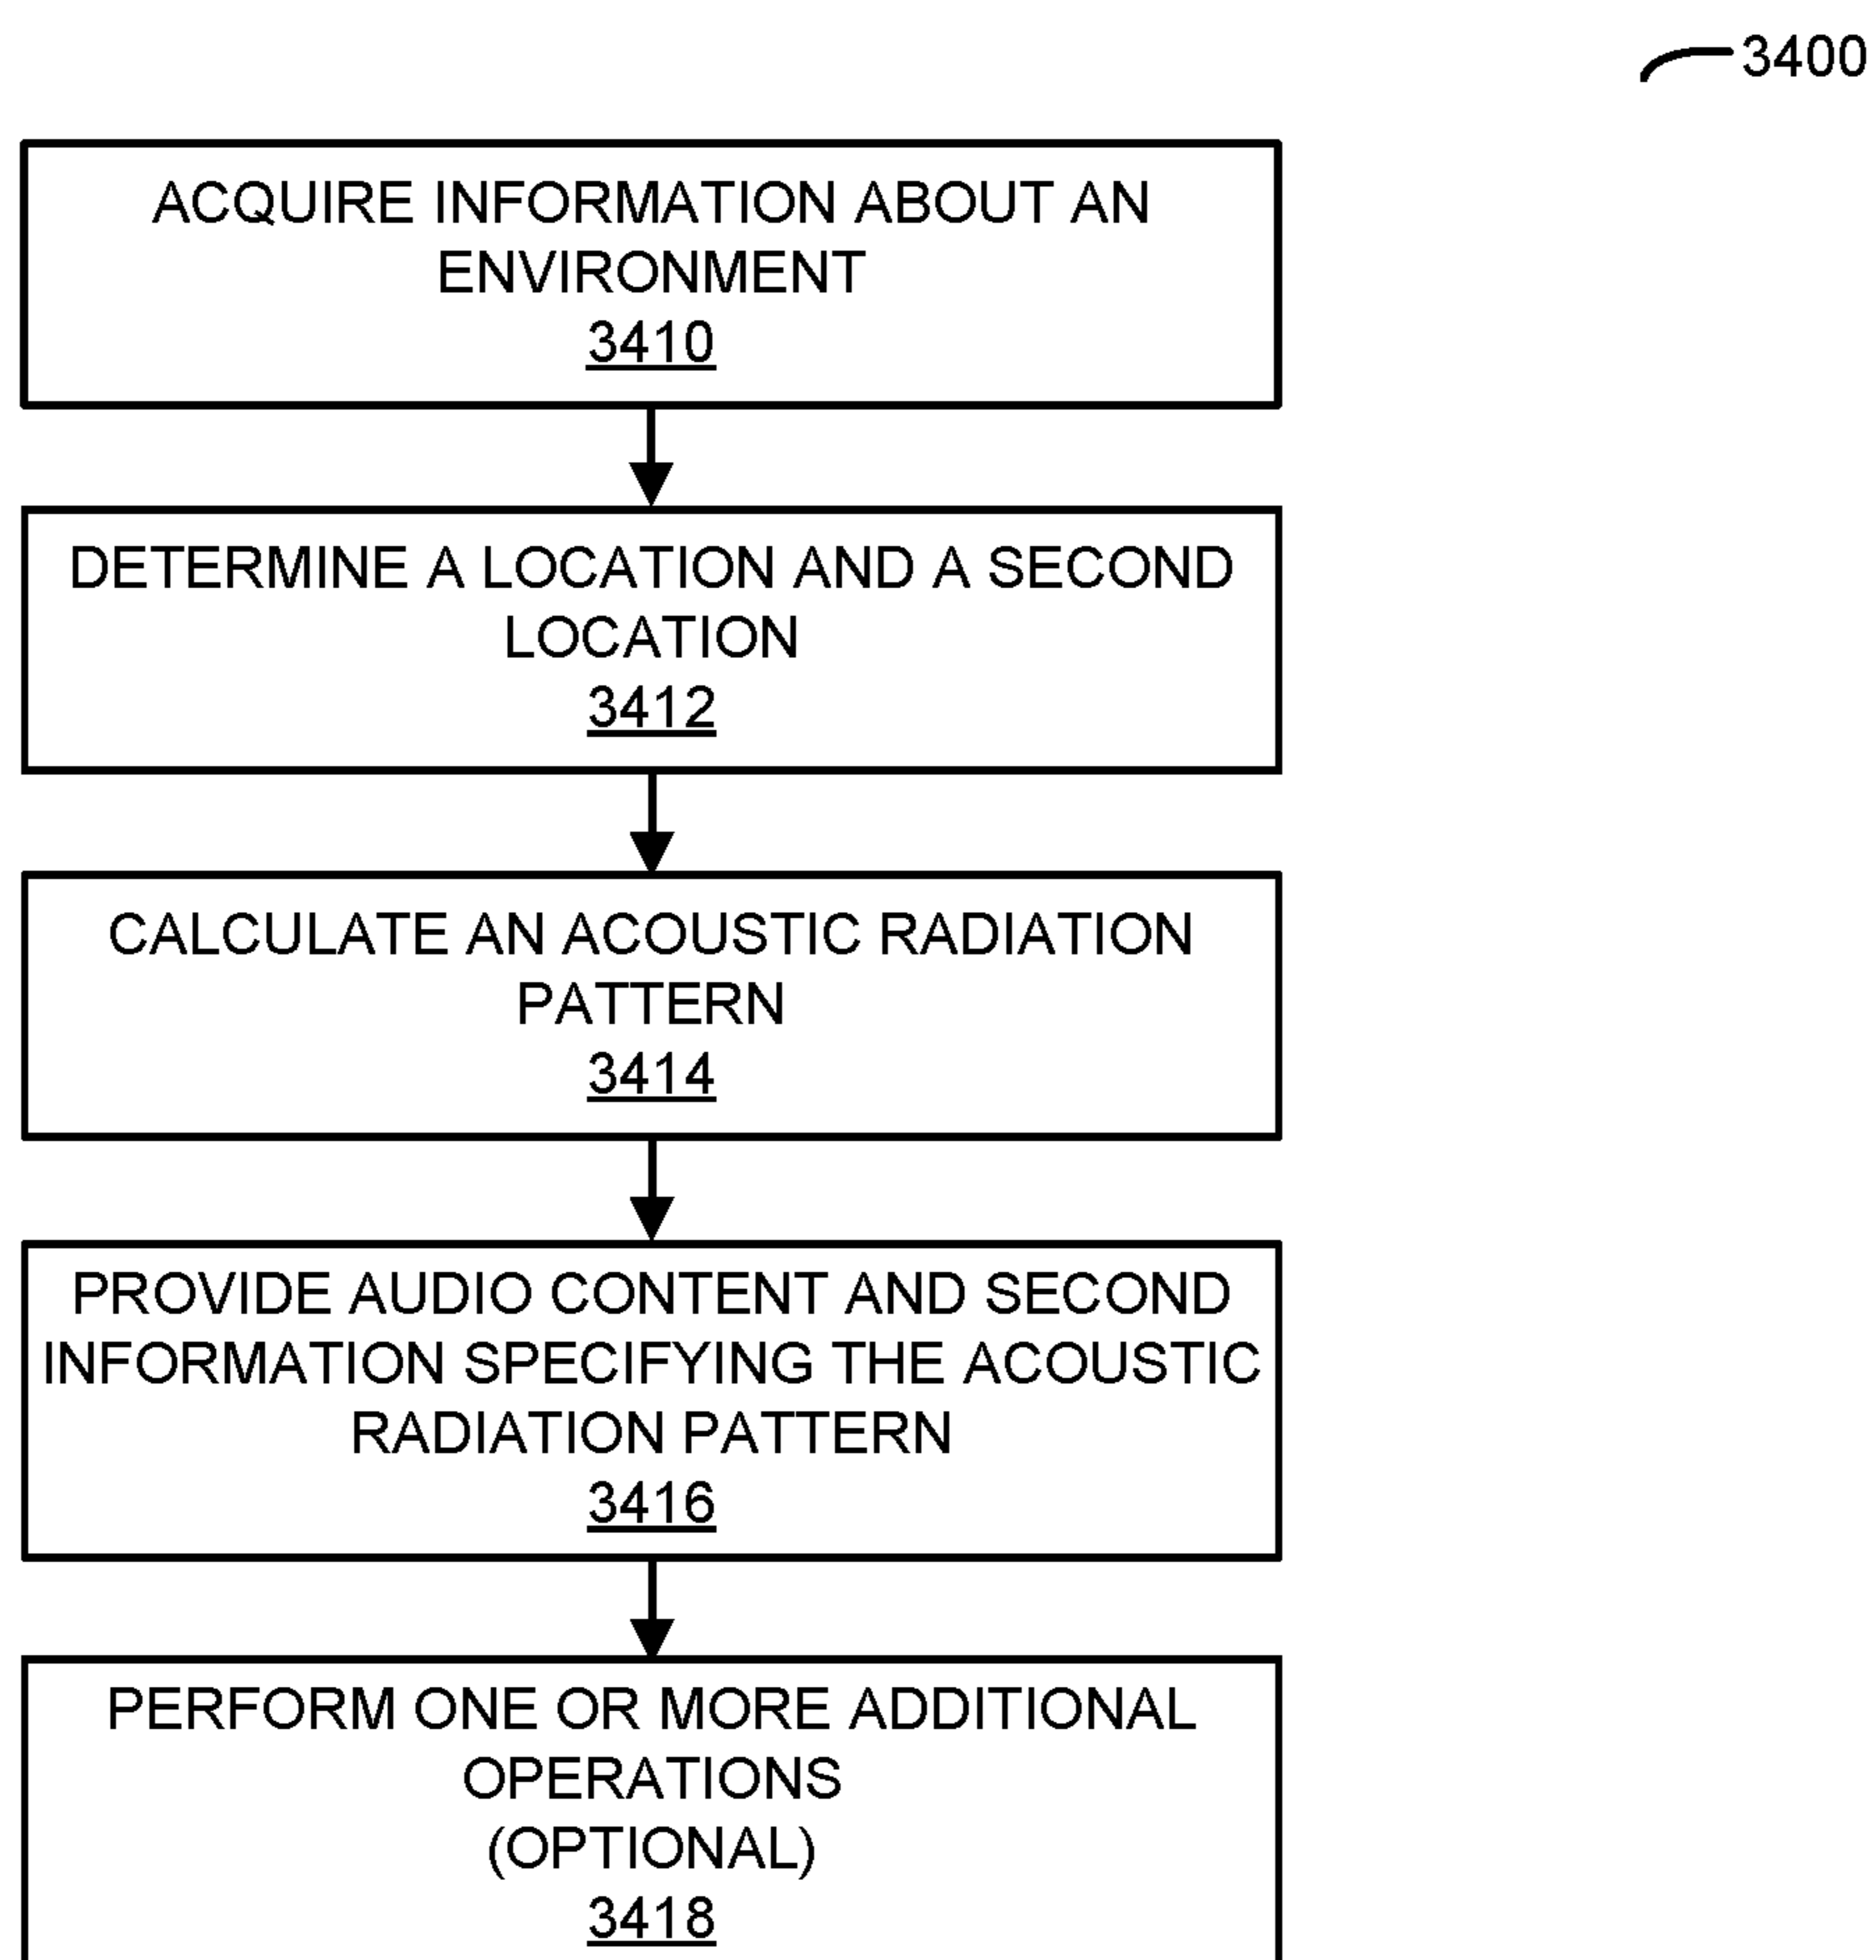 3400
ACQUIRE INFORMATION ABOUT AN
ENVIRONMENT
3410
DETERMINE A LOCATION AND A SECOND
LOCATION
3412
CALCULATE AN ACOUSTIC RADIATION
PATTERN
3414
PROVIDE AUDIO CONTENT AND SECOND
INFORMATION SPECIFYING THE ACOUSTIC
RADIATION PATTERN
3416
PERFORM ONE OR MORE ADDITIONAL
OPERATIONS
(OPTIONAL)
3418